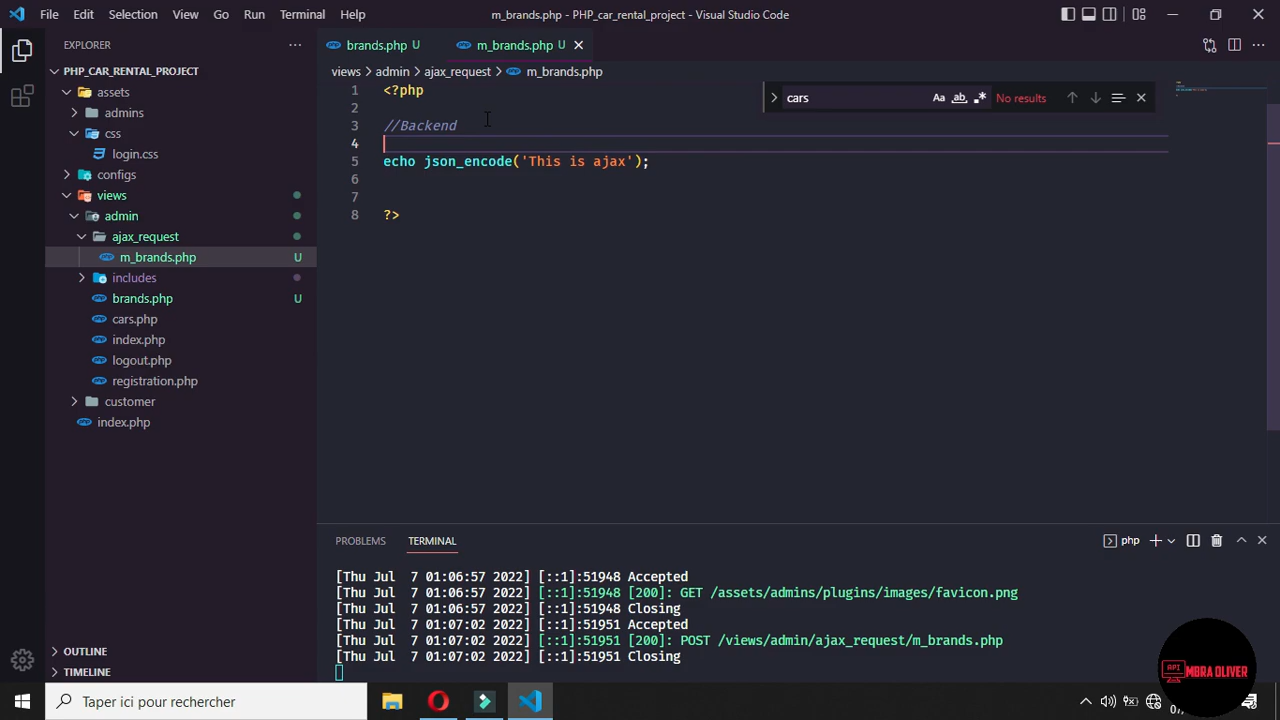 File Edit Selection View Go Run Terminal Help
m_brands.php - PHP_car_rental_project - Visual Studio Code
EXPLORER
PHP_CAR_RENTAL_PROJECT
assets
admins
css
login.css
configs
views
admin
ajax_request
m_brands.php U
includes
brands.php U
cars.php
index.php
logout.php
registration.php
customer
index.php
OUTLINE
TIMELINE
brands.php U m_brands.php U
views > admin > ajax_request > m_brands.php
cars Aa ab No results
1 <?php
2
3 //Backend
4
5 echo json_encode('This is ajax');
6
7
8 ?>
PROBLEMS TERMINAL
php
[Thu Jul  7 01:06:57 2022] [::1]:51948 Accepted
[Thu Jul  7 01:06:57 2022] [::1]:51948 [200]: GET /assets/admins/plugins/images/favicon.png
[Thu Jul  7 01:06:57 2022] [::1]:51948 Closing
[Thu Jul  7 01:07:02 2022] [::1]:51951 Accepted
[Thu Jul  7 01:07:02 2022] [::1]:51951 [200]: POST /views/admin/ajax_request/m_brands.php
[Thu Jul  7 01:07:02 2022] [::1]:51951 Closing
API MBRA OLIVER
Taper ici pour rechercher